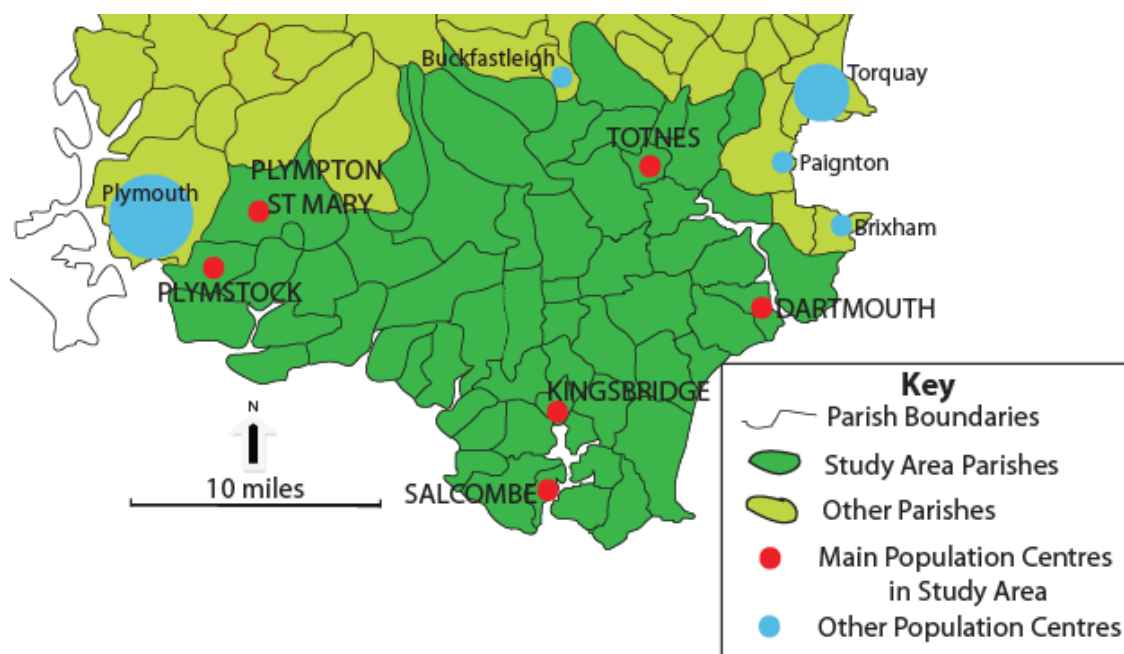 Buckfastleigh
Torquay
TOTNES
Paignton
PLYMPTON
ST MARY
Plymouth
Brixham
PLYMSTOCK
DARTMOUTH
KINGSBRIDGE
SALCOMBE
N
10 miles
Key
Parish Boundaries
Study Area Parishes
Other Parishes
Main Population Centres
in Study Area
Other Population Centres